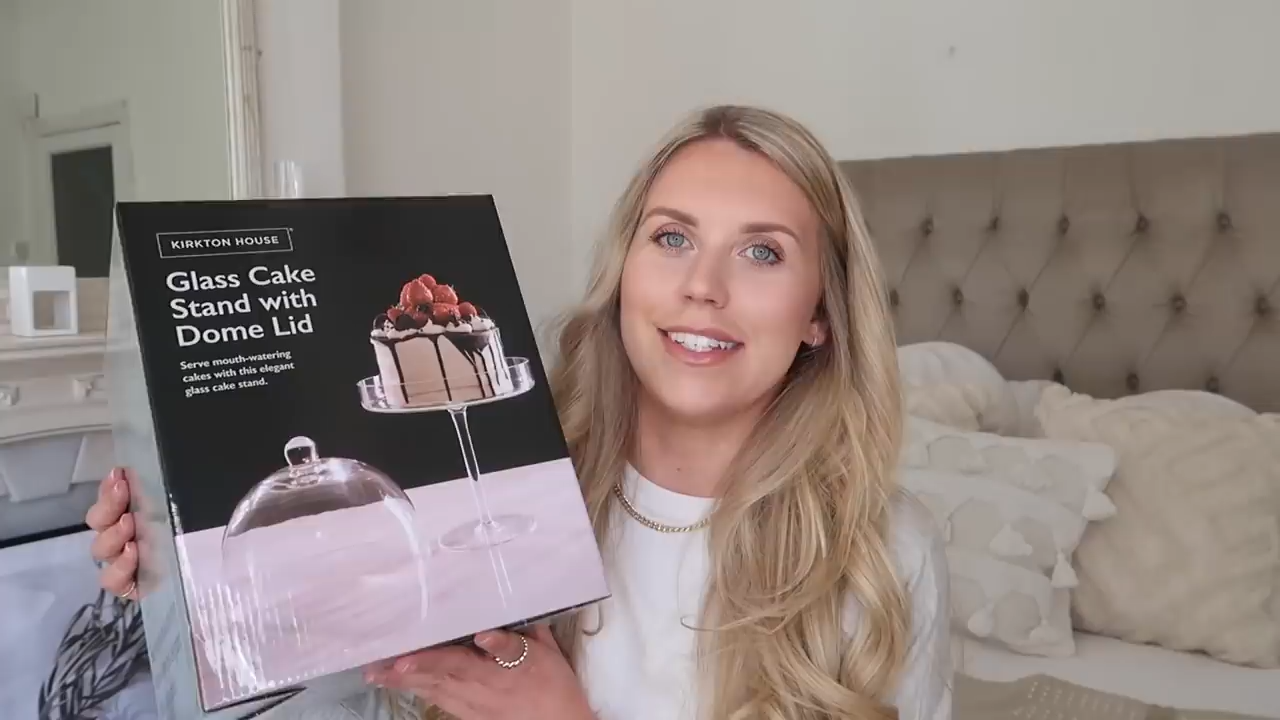 KIRKTON HOUSE
Glass Cake
Stand with
Dome Lid
Serve mouth-watering
cakes with this elegant
glass cake stand.